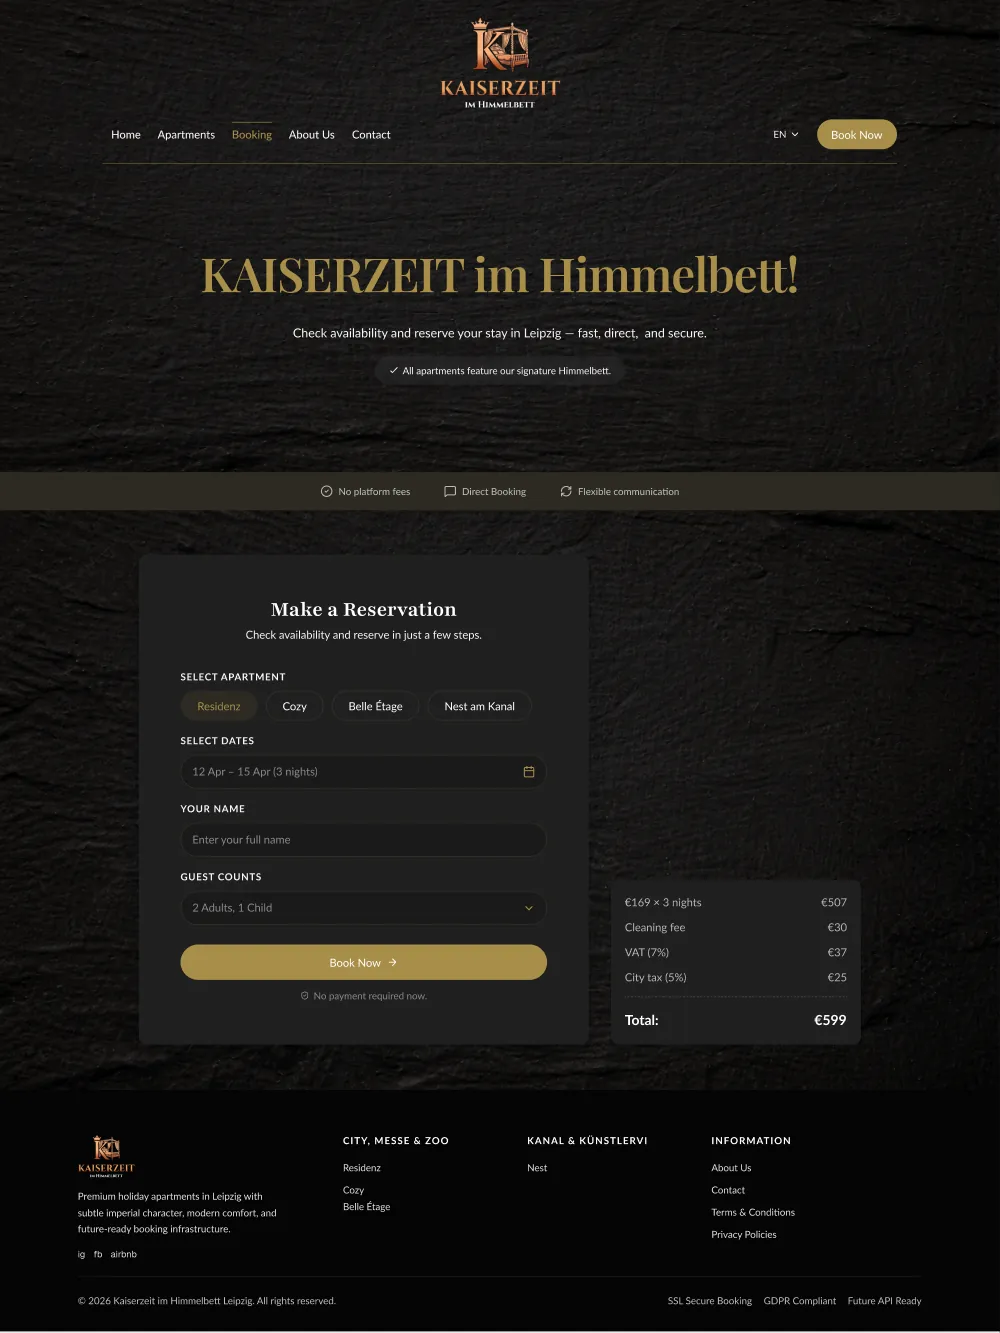 KAISERZEIT
IM HIMMELBETT
Home Apartments Booking About Us Contact EN Book Now
KAISERZEIT im Himmelbett!
Check availability and reserve your stay in Leipzig — fast, direct, and secure.
All apartments feature our signature Himmelbett.
No platform fees Direct Booking Flexible communication
Make a Reservation
Check availability and reserve in just a few steps.
SELECT APARTMENT
Residenz Cozy Belle Étage Nest am Kanal
SELECT DATES
12 Apr – 15 Apr (3 nights)
YOUR NAME
Enter your full name
GUEST COUNTS
2 Adults, 1 Child
Book Now
No payment required now.
€169 × 3 nights €507
Cleaning fee €30
VAT (7%) €37
City tax (5%) €25
Total: €599
KAISERZEIT
IM HIMMELBETT
Premium holiday apartments in Leipzig with
subtle imperial character, modern comfort, and
future-ready booking infrastructure.
ig fb airbnb
CITY, MESSE & ZOO
Residenz
Cozy
Belle Étage
KANAL & KÜNSTLERVI
Nest
INFORMATION
About Us
Contact
Terms & Conditions
Privacy Policies
© 2026 Kaiserzeit im Himmelbett Leipzig. All rights reserved.
SSL Secure Booking GDPR Compliant Future API Ready